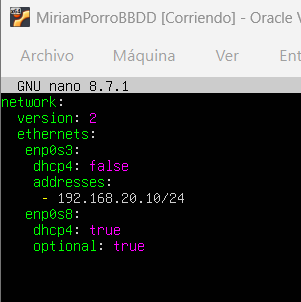 MiriamPorroBBDD [Corriendo] - Oracle V
Archivo Máquina Ver En
GNU nano 8.7.1
network:
  version: 2
  ethernets:
   enp0s3:
    dhcp4: false
    addresses:
     - 192.168.20.10/24
   enp0s8:
    dhcp4: true
    optional: true